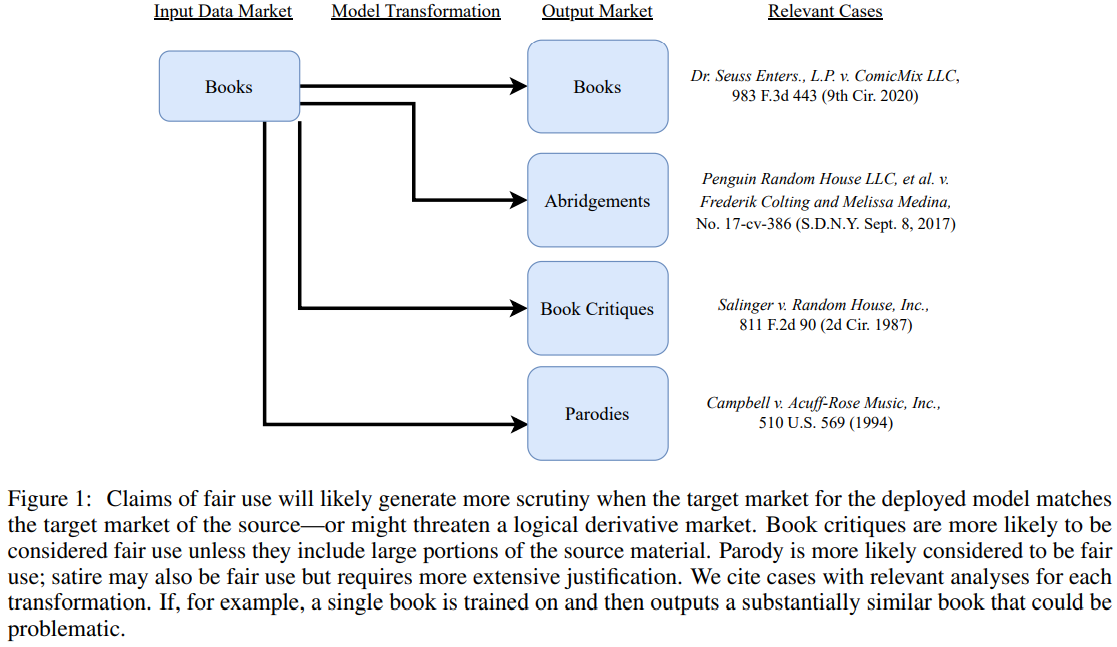 Input Data Market Model Transformation Output Market Relevant Cases
Books
Books
Dr. Seuss Enters., L.P. v. ComicMix LLC,
983 F.3d 443 (9th Cir. 2020)
Abridgements
Penguin Random House LLC, et al. v.
Frederik Colting and Melissa Medina,
No. 17-cv-386 (S.D.N.Y. Sept. 8, 2017)
Book Critiques
Salinger v. Random House, Inc.,
811 F.2d 90 (2d Cir. 1987)
Parodies
Campbell v. Acuff-Rose Music, Inc.,
510 U.S. 569 (1994)
Figure 1: Claims of fair use will likely generate more scrutiny when the target market for the deployed model matches
the target market of the source—or might threaten a logical derivative market. Book critiques are more likely to be
considered fair use unless they include large portions of the source material. Parody is more likely considered to be fair
use; satire may also be fair use but requires more extensive justification. We cite cases with relevant analyses for each
transformation. If, for example, a single book is trained on and then outputs a substantially similar book that could be
problematic.